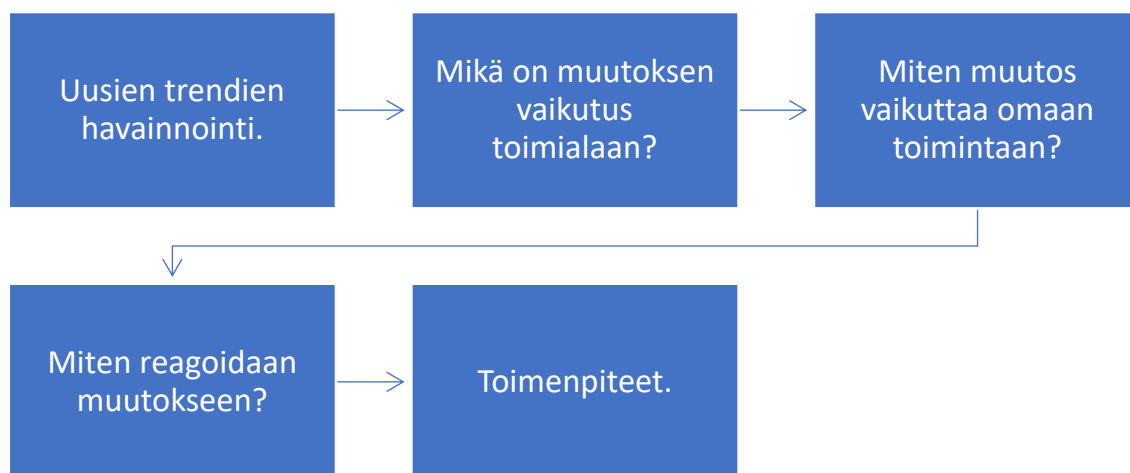 Uusien trendien
havainnointi.
Mikä on muutoksen
vaikutus
toimialaan?
Miten muutos
vaikuttaa omaan
toimintaan?
Miten reagoidaan
muutokseen?
Toimenpiteet.